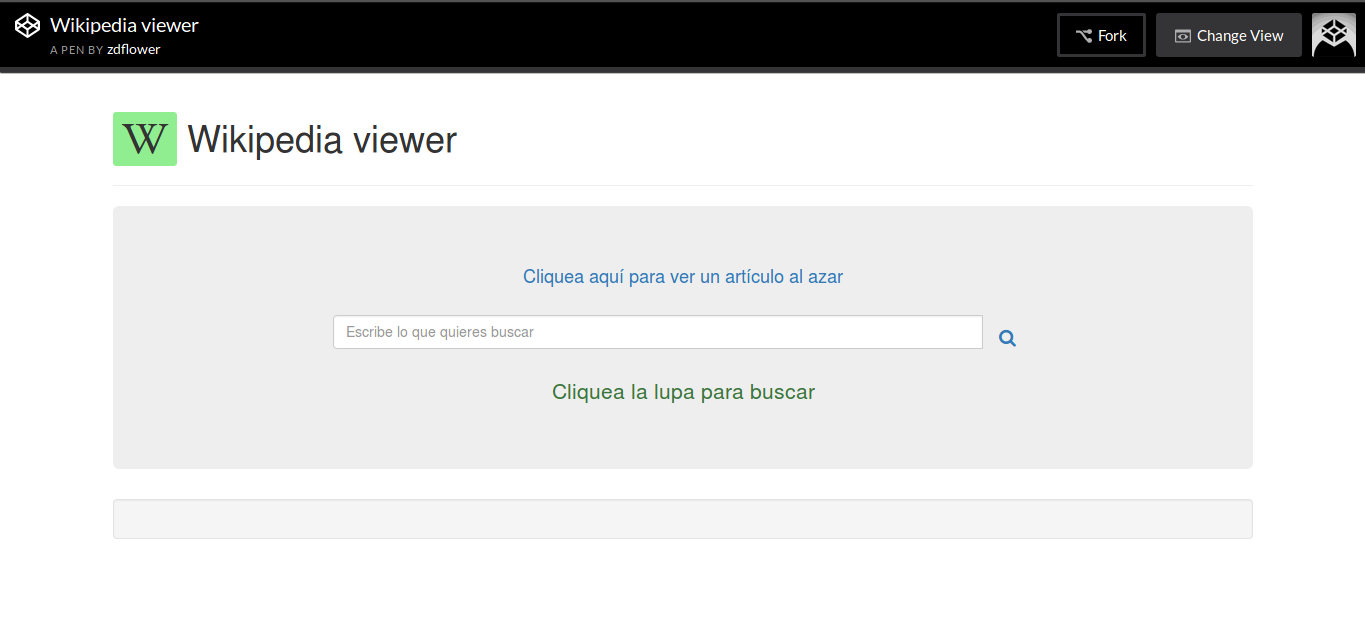 Wikipedia viewer
A PEN BY zdflower
Fork
Change View
W Wikipedia viewer
Cliquea aquí para ver un artículo al azar
Escribe lo que quieres buscar
Cliquea la lupa para buscar